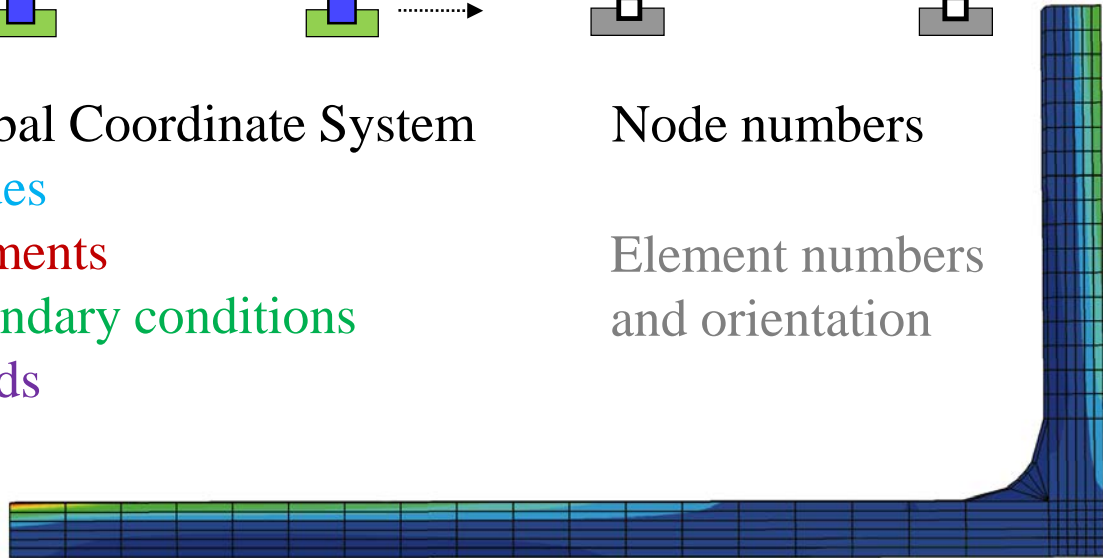 bal Coordinate System
es
ments
ndary conditions
ds
Node numbers
Element numbers
and orientation